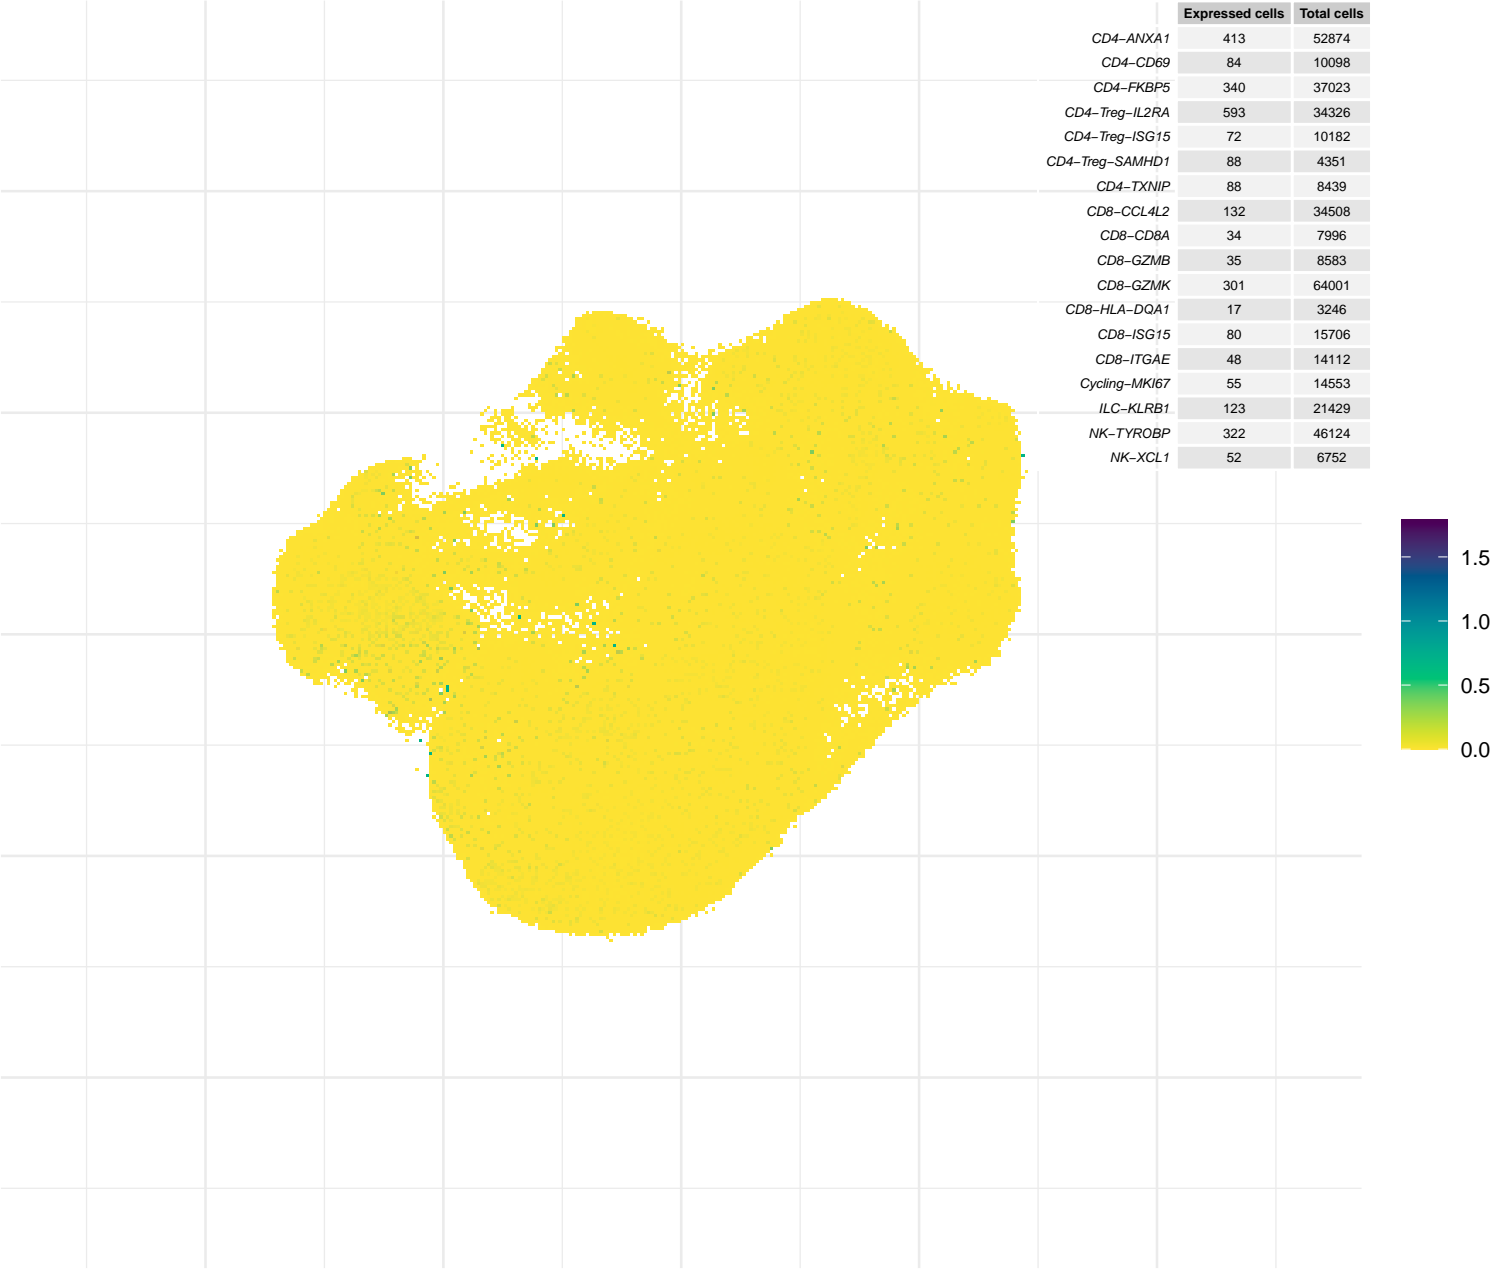 Expressed cells Total cells
CD4−ANXA1 413 52874
CD4−CD69 84 10098
CD4−FKBP5 340 37023
CD4−Treg−IL2RA 593 34326
CD4−Treg−ISG15 72 10182
CD4−Treg−SAMHD1 88 4351
CD4−TXNIP 88 8439
CD8−CCL4L2 132 34508
CD8−CD8A 34 7996
CD8−GZMB 35 8583
CD8−GZMK 301 64001
CD8−HLA−DQA1 17 3246
CD8−ISG15 80 15706
CD8−ITGAE 48 14112
Cycling−MKI67 55 14553
ILC−KLRB1 123 21429
NK−TYROBP 322 46124
NK−XCL1 52 6752
1.5
1.0
0.5
0.0